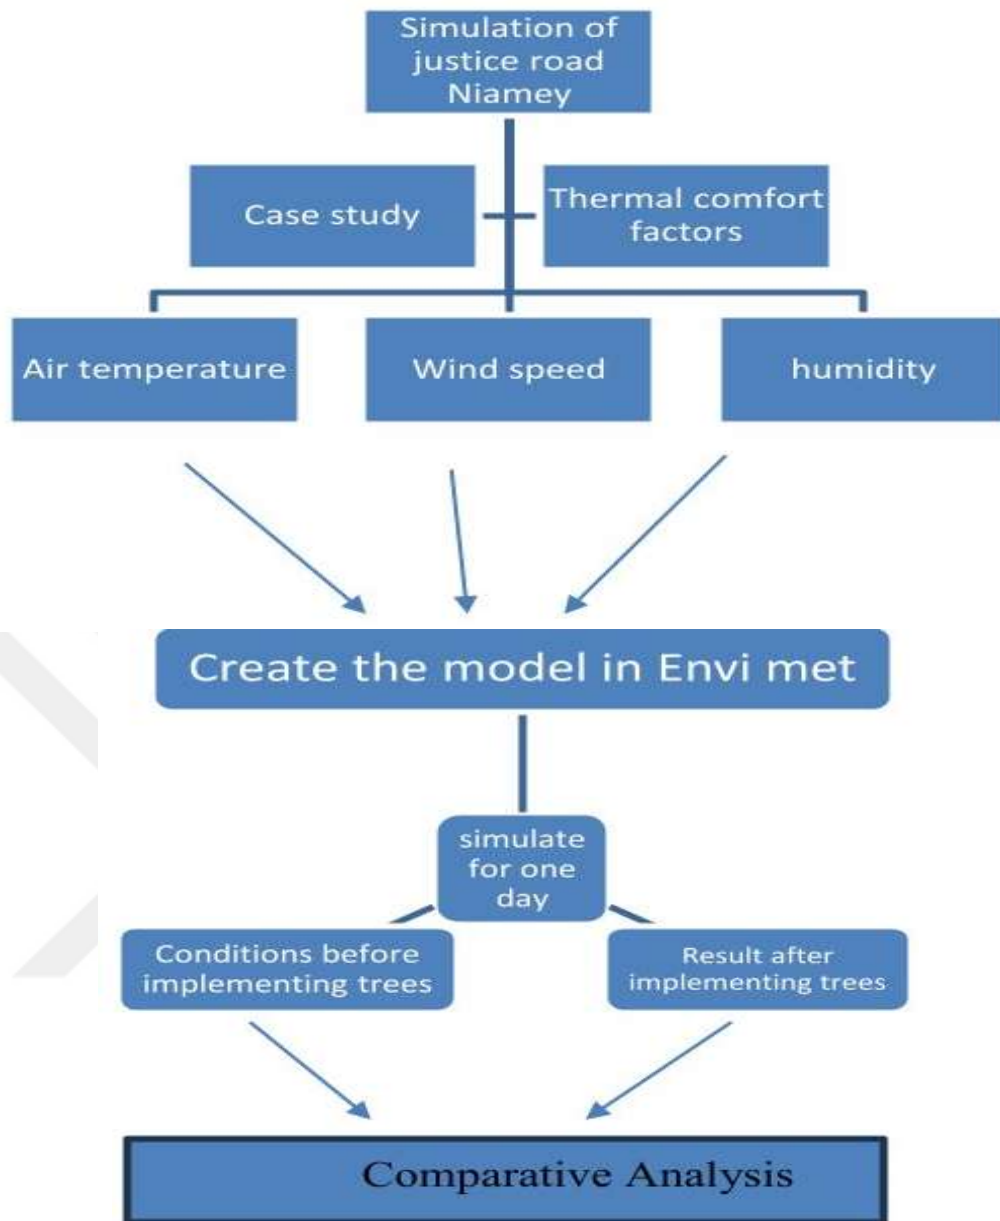 Simulation of
justice road
Niamey
Case study
Thermal comfort
factors
Air temperature
Wind speed
humidity
Create the model in Envi met
simulate
for one
day
Conditions before
implementing trees
Result after
implementing trees
Comparative Analysis